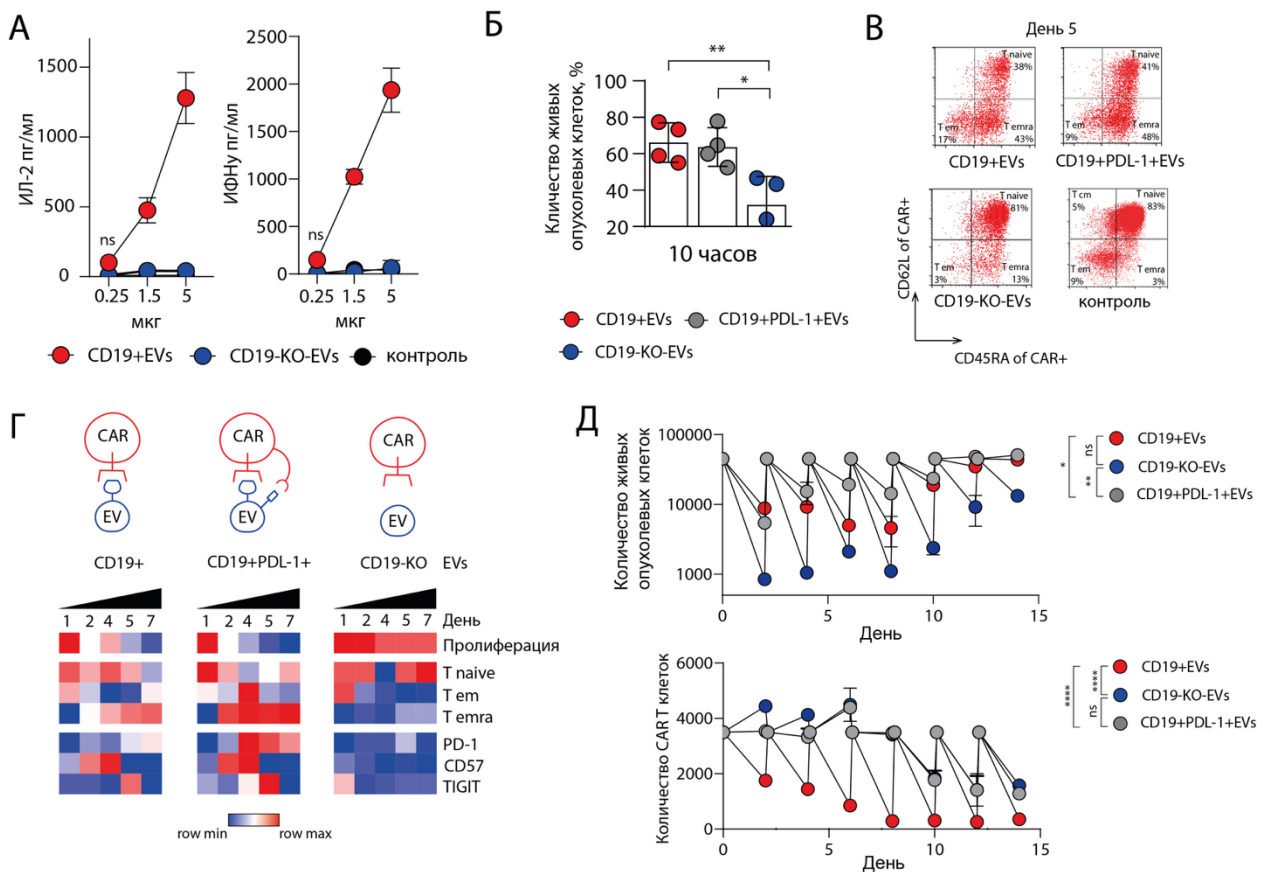 А
ИЛ-2 пг/мл
1500
1000
500
0
ns
0.25 1.5 5
мкг
ИФНγ пг/мл
2500
2000
1500
1000
500
0
ns
0.25 1.5 5
мкг
CD19+EVs CD19-KO-EVs контроль
Б
Кличество живых
опухолевых клеток, %
100
80
60
40
20
**
*
10 часов
CD19+EVs CD19+PDL-1+EVs
CD19-KO-EVs
В
День 5
T naive
38%
T em
17%
T emra
43%
CD19+EVs
T naive
41%
T em
9%
T emra
48%
CD19+PDL-1+EVs
T naive
81%
T em
3%
T emra
13%
CD19-KO-EVs
T cm
5%
T naive
83%
T em
9%
T emra
3%
контроль
CD62L of CAR+
CD45RA of CAR+
Г
CAR CAR CAR
EV EV EV
CD19+ CD19+PDL-1+ CD19-KO EVs
1 2 4 5 7 1 2 4 5 7 1 2 4 5 7 День
Пролиферация
T naive
T em
T emra
PD-1
CD57
TIGIT
row min row max
Д
Количество живых
опухолевых клеток
100000
10000
1000
0 5 10 15
День
* ns **
CD19+EVs
CD19-KO-EVs
CD19+PDL-1+EVs
Количество CAR T клеток
6000
4000
2000
0
0 5 10 15
День
**** **** ns
CD19+EVs
CD19-KO-EVs
CD19+PDL-1+EVs